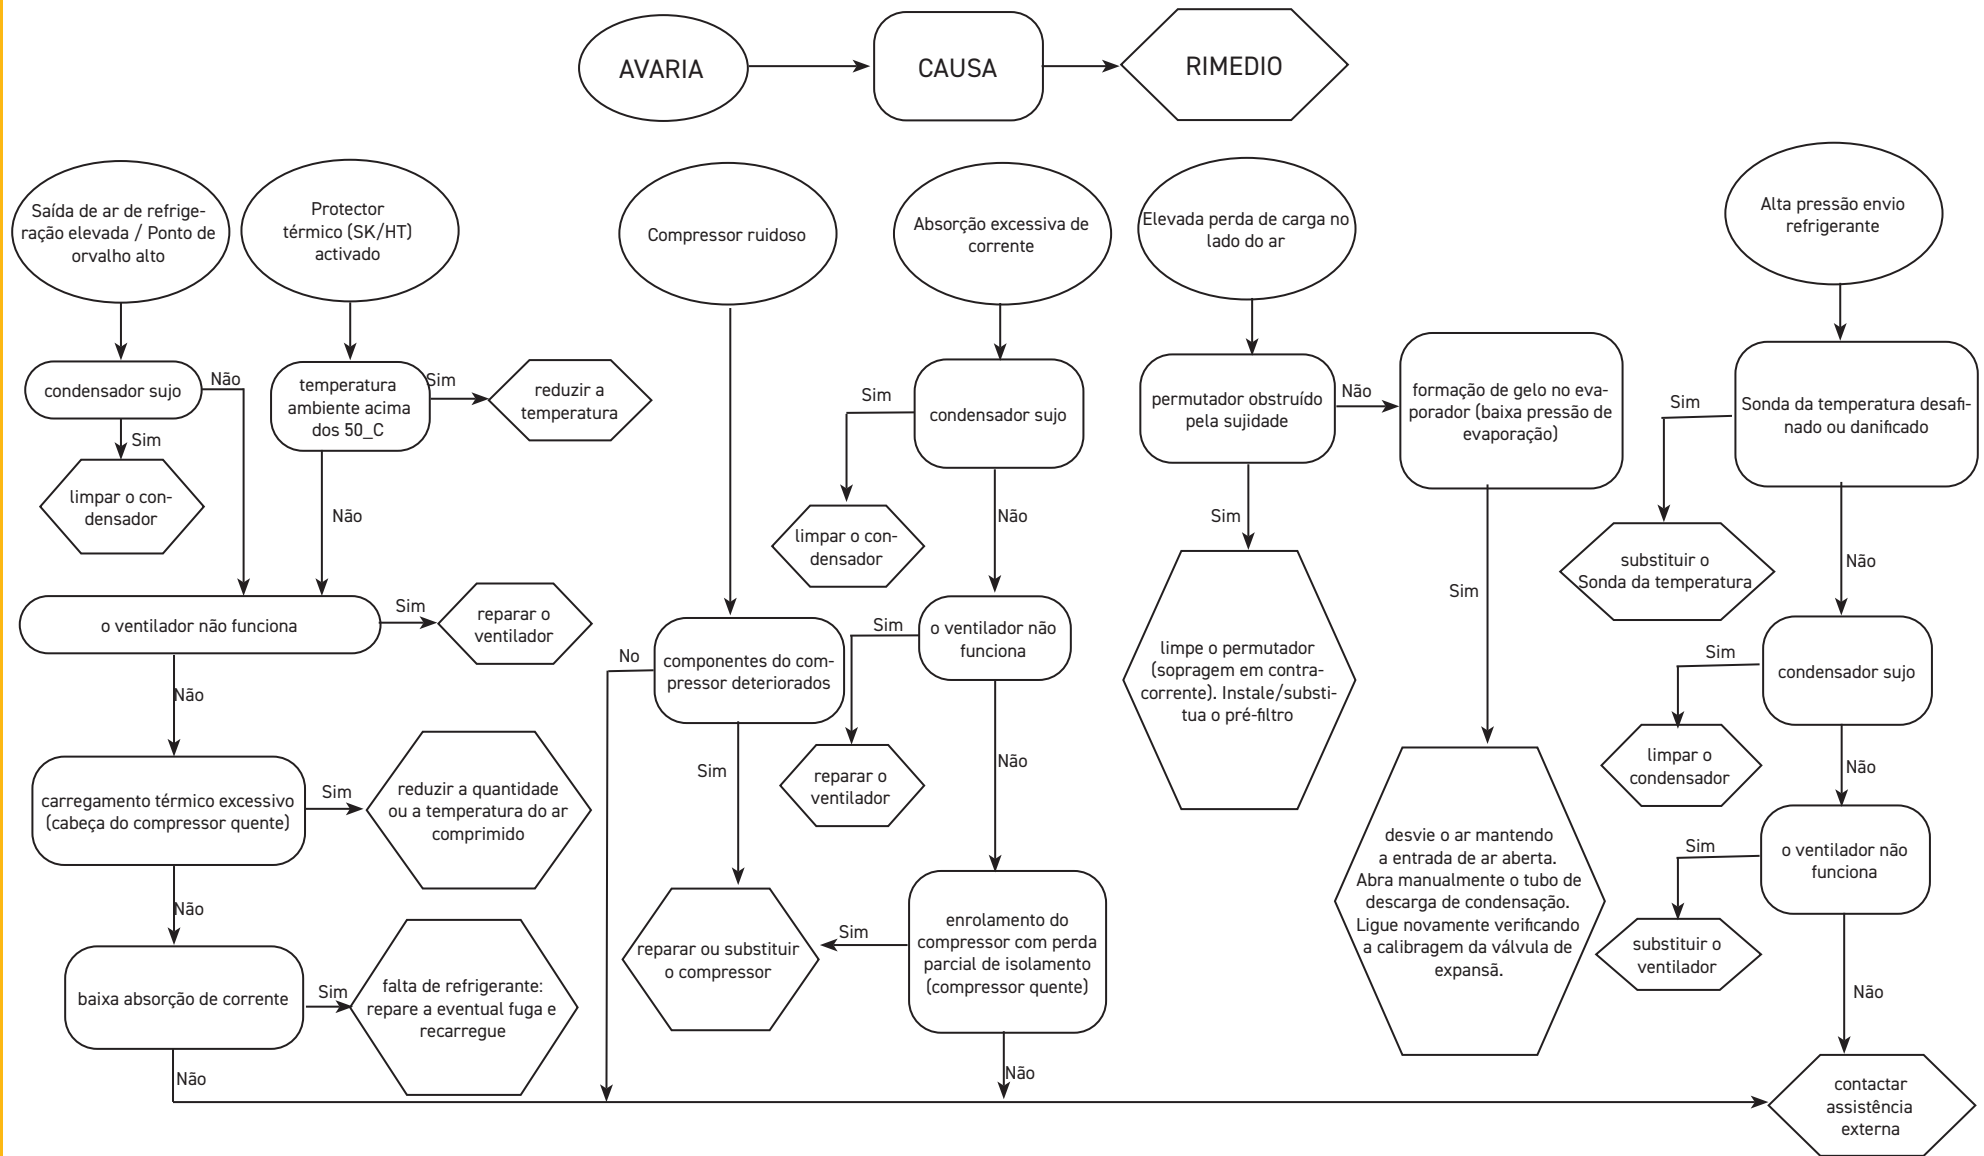 AVARIA
CAUSA
RIMEDIO
Saída de ar de refrige-
ração elevada / Ponto de
orvalho alto
Protector
térmico (SK/HT)
activado
Compressor ruidoso
Absorção excessiva de
corrente
Elevada perda de carga no
lado do ar
Alta pressão envio
refrigerante
condensador sujo
Não
Sim
limpar o con-
densador
temperatura
ambiente acima
dos 50_C
Sim
reduzir a
temperatura
Não
o ventilador não funciona
Sim
reparar o
ventilador
Não
carregamento térmico excessivo
(cabeça do compressor quente)
Sim
reduzir a quantidade
ou a temperatura do ar
comprimido
Não
baixa absorção de corrente
Sim
falta de refrigerante:
repare a eventual fuga e
recarregue
Não
componentes do com-
pressor deteriorados
No
Sim
reparar ou substituir
o compressor
condensador sujo
Sim
limpar o con-
densador
Não
o ventilador não
funciona
Sim
reparar o
ventilador
Não
enrolamento do
compressor com perda
parcial de isolamento
(compressor quente)
Sim
Não
permutador obstruído
pela sujidade
Não
Sim
limpe o permutador
(sopragem em contra-
corrente). Instale/substi-
tua o pré-filtro
formação de gelo no eva-
porador (baixa pressão de
evaporação)
Sim
desvie o ar mantendo
a entrada de ar aberta.
Abra manualmente o tubo de
descarga de condensação.
Ligue novamente verificando
a calibragem da válvula de
expansã.
Sonda da temperatura desafi-
nado ou danificado
Sim
substituir o
Sonda da temperatura
Não
condensador sujo
Sim
limpar o
condensador
Não
o ventilador não
funciona
Sim
substituir o
ventilador
Não
contactar
assistência
externa